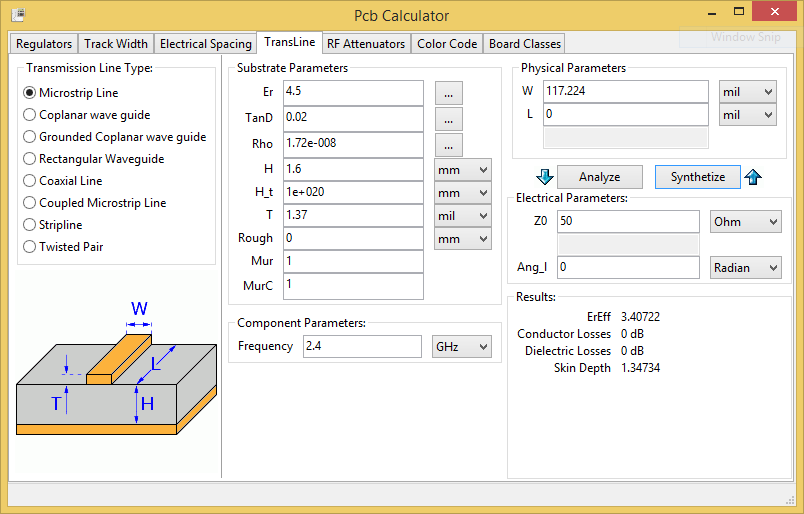 Pcb Calculator
Window Snip
Regulators Track Width Electrical Spacing TransLine RF Attenuators Color Code Board Classes
Transmission Line Type:
Microstrip Line
Coplanar wave guide
Grounded Coplanar wave guide
Rectangular Waveguide
Coaxial Line
Coupled Microstrip Line
Stripline
Twisted Pair
W
L
T
H
Substrate Parameters
Er 4.5 ...
TanD 0.02 ...
Rho 1.72e-008 ...
H 1.6 mm
H_t 1e+020 mm
T 1.37 mil
Rough 0 mm
Mur 1
MurC 1
Component Parameters:
Frequency 2.4 GHz
Physical Parameters
W 117.224 mil
L 0 mil
Analyze Synthetize
Electrical Parameters:
Z0 50 Ohm
Ang_l 0 Radian
Results:
ErEff 3.40722
Conductor Losses 0 dB
Dielectric Losses 0 dB
Skin Depth 1.34734